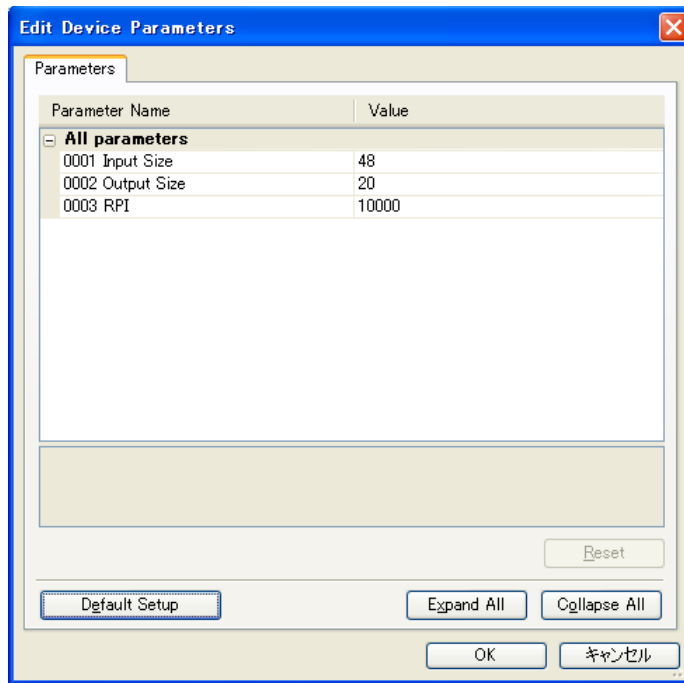 Edit Device Parameters
Parameters
Parameter Name Value
All parameters
0001 Input Size 48
0002 Output Size 20
0003 RPI 10000
Reset
Default Setup Expand All Collapse All
OK キャンセル